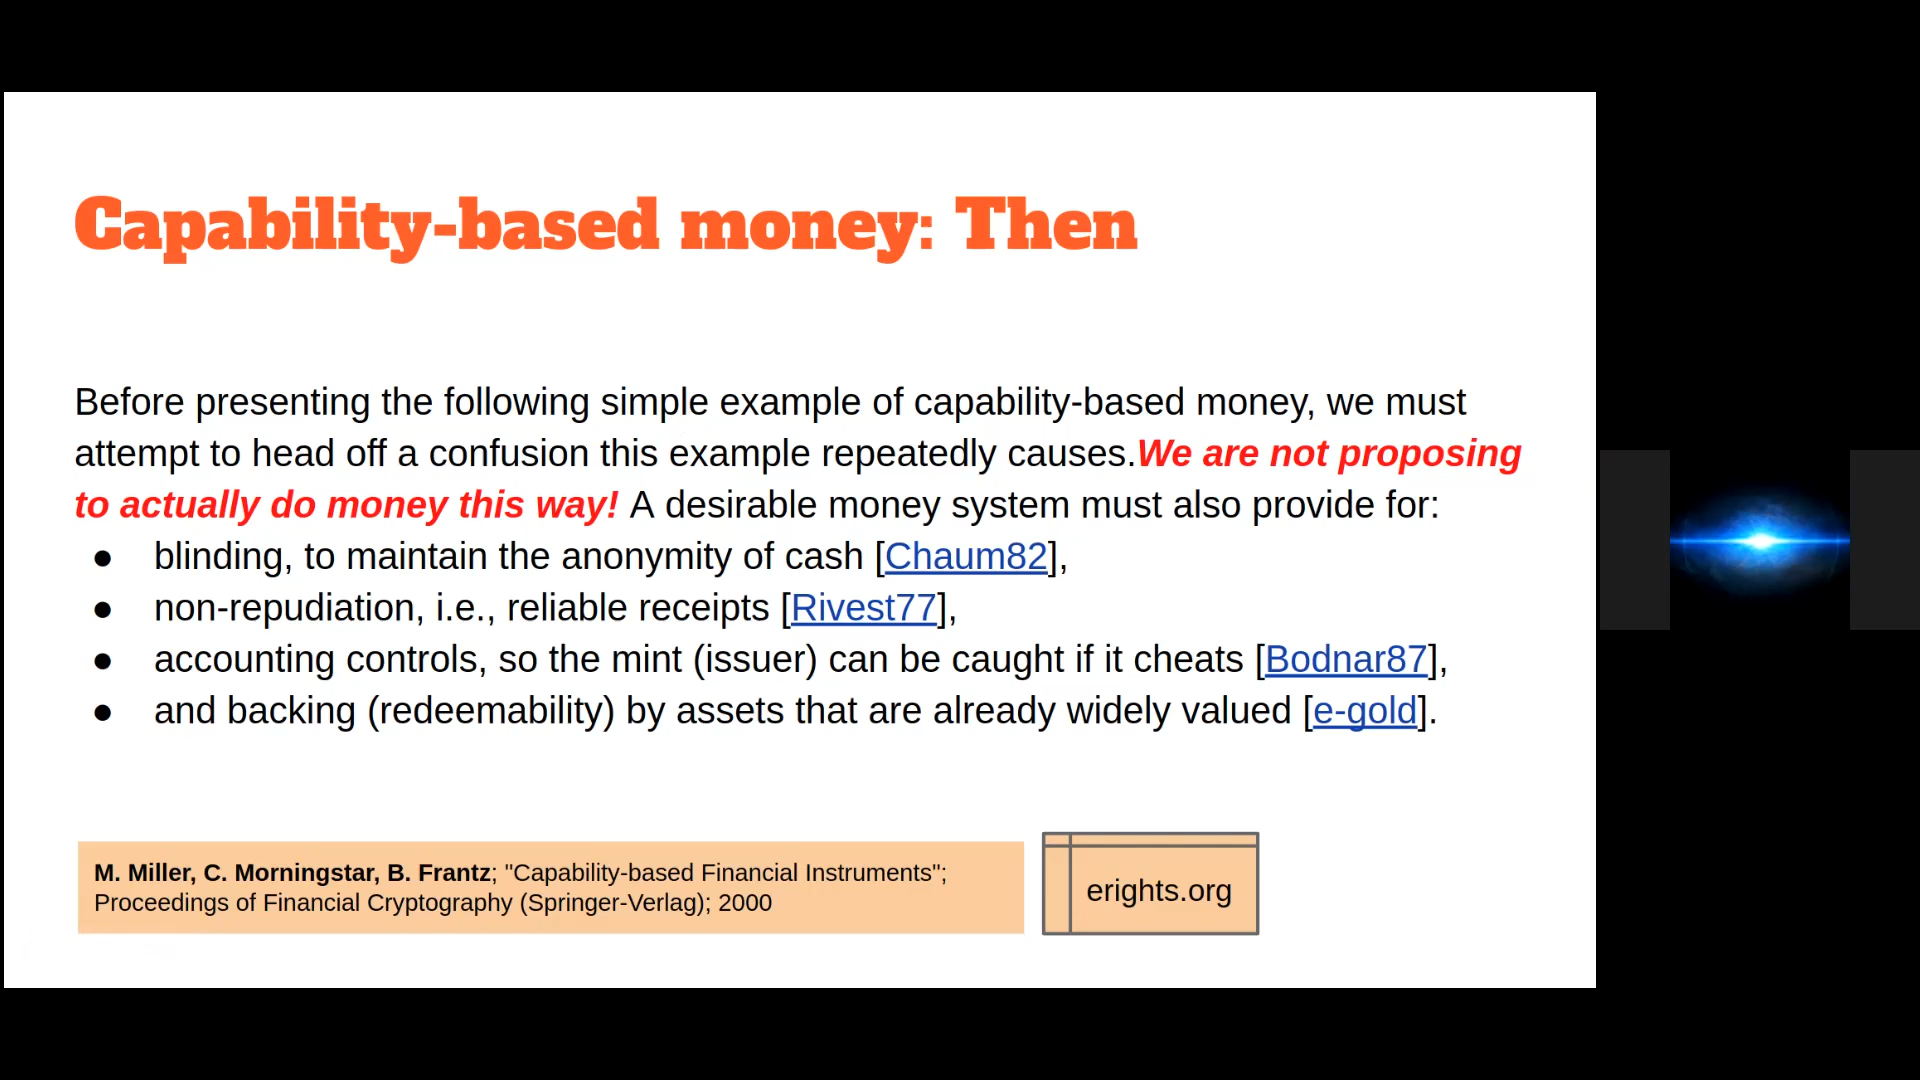 Capability-based money: Then
Before presenting the following simple example of capability-based money, we must
attempt to head off a confusion this example repeatedly causes.We are not proposing
to actually do money this way! A desirable money system must also provide for:
● blinding, to maintain the anonymity of cash [Chaum82],
● non-repudiation, i.e., reliable receipts [Rivest77],
● accounting controls, so the mint (issuer) can be caught if it cheats [Bodnar87],
● and backing (redeemability) by assets that are already widely valued [e-gold].
M. Miller, C. Morningstar, B. Frantz; "Capability-based Financial Instruments";
Proceedings of Financial Cryptography (Springer-Verlag); 2000
erights.org